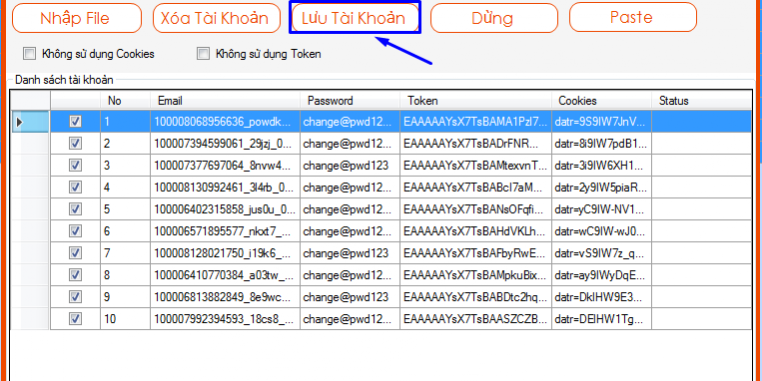 Nhập File Xóa Tài Khoản Lưu Tài Khoản Dừng Paste
Không sử dụng Cookies Không sử dụng Token
Danh sách tài khoản
No Email Password Token Cookies Status
1 100008068956636_powdk... change@pwd12... EAAAAAYsX7TsBAMA1PzI7... datr=9S9IW7JnV...
2 100007394599061_29jzj_0... change@pwd12... EAAAAAYsX7TsBADrFNR... datr=8i9IW7pdB1...
3 100007377697064_8nvw4... change@pwd123 EAAAAAYsX7TsBAMtexvnT... datr=3i9IW6XH1...
4 100008130992461_3l4rb_0... change@pwd12... EAAAAAYsX7TsBABcI7aM... datr=2y9IW5piaR...
5 100006402315858_jus0u_0... change@pwd12... EAAAAAYsX7TsBANsOFqfi... datr=yC9IW-NV1...
6 100006571895577_nkxt7_... change@pwd12... EAAAAAYsX7TsBAHdVKLh... datr=wC9IW-wJ0...
7 100008128021750_i19k6_... change@pwd123 EAAAAAYsX7TsBAFbyRwE... datr=vS9IW7z_q...
8 100006410770384_a03tw_... change@pwd12... EAAAAAYsX7TsBAMpkuBix... datr=ay9IWyDqE...
9 100006813882849_8e9wc... change@pwd123 EAAAAAYsX7TsBABDtc2hq... datr=DkIHW9E3...
10 100007992394593_18cs8_... change@pwd12... EAAAAAYsX7TsBAASZCZB... datr=DEIHW1Tg...